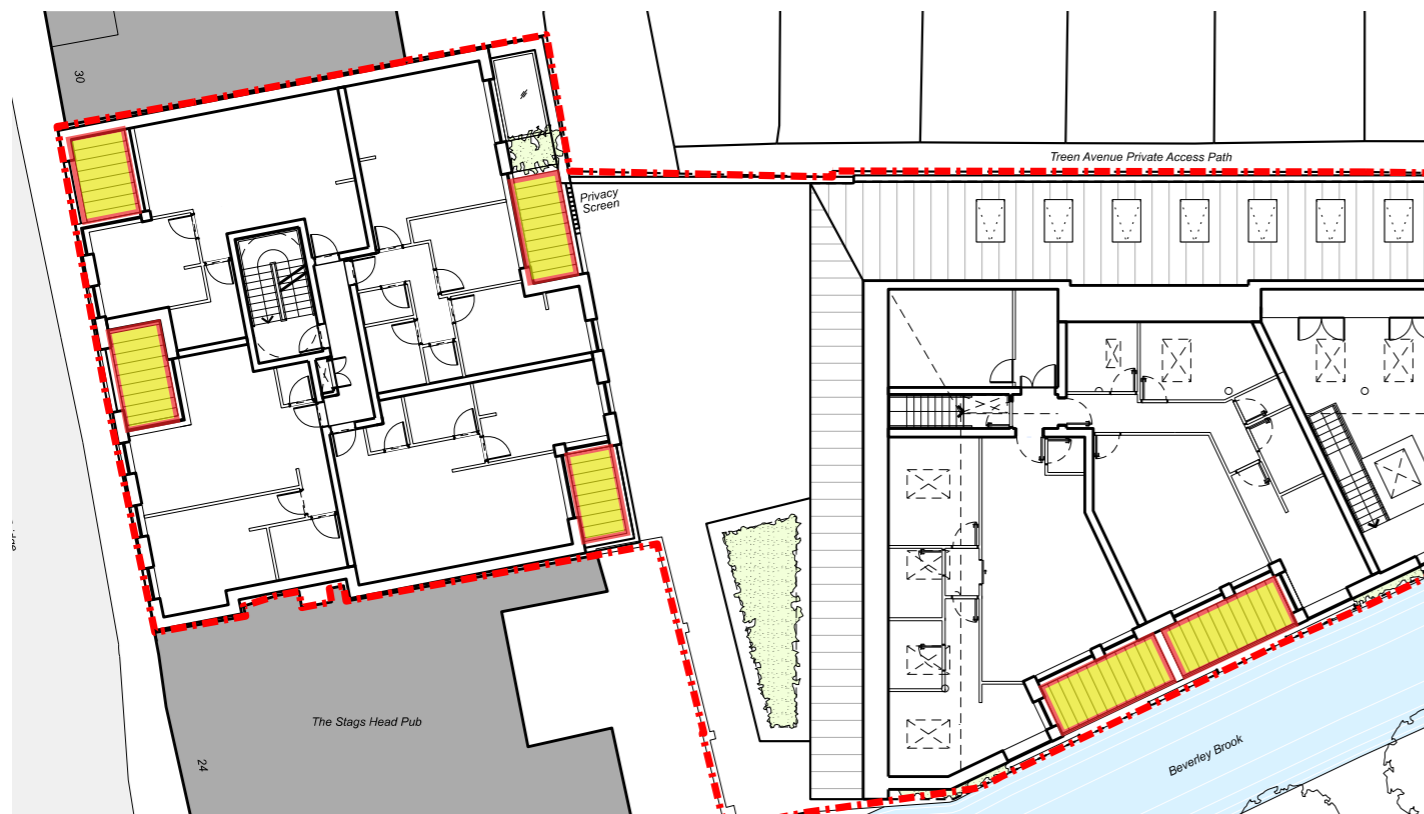 30
Treen Avenue Private Access Path
Privacy
Screen
The Stags Head Pub
24
Beverley Brook